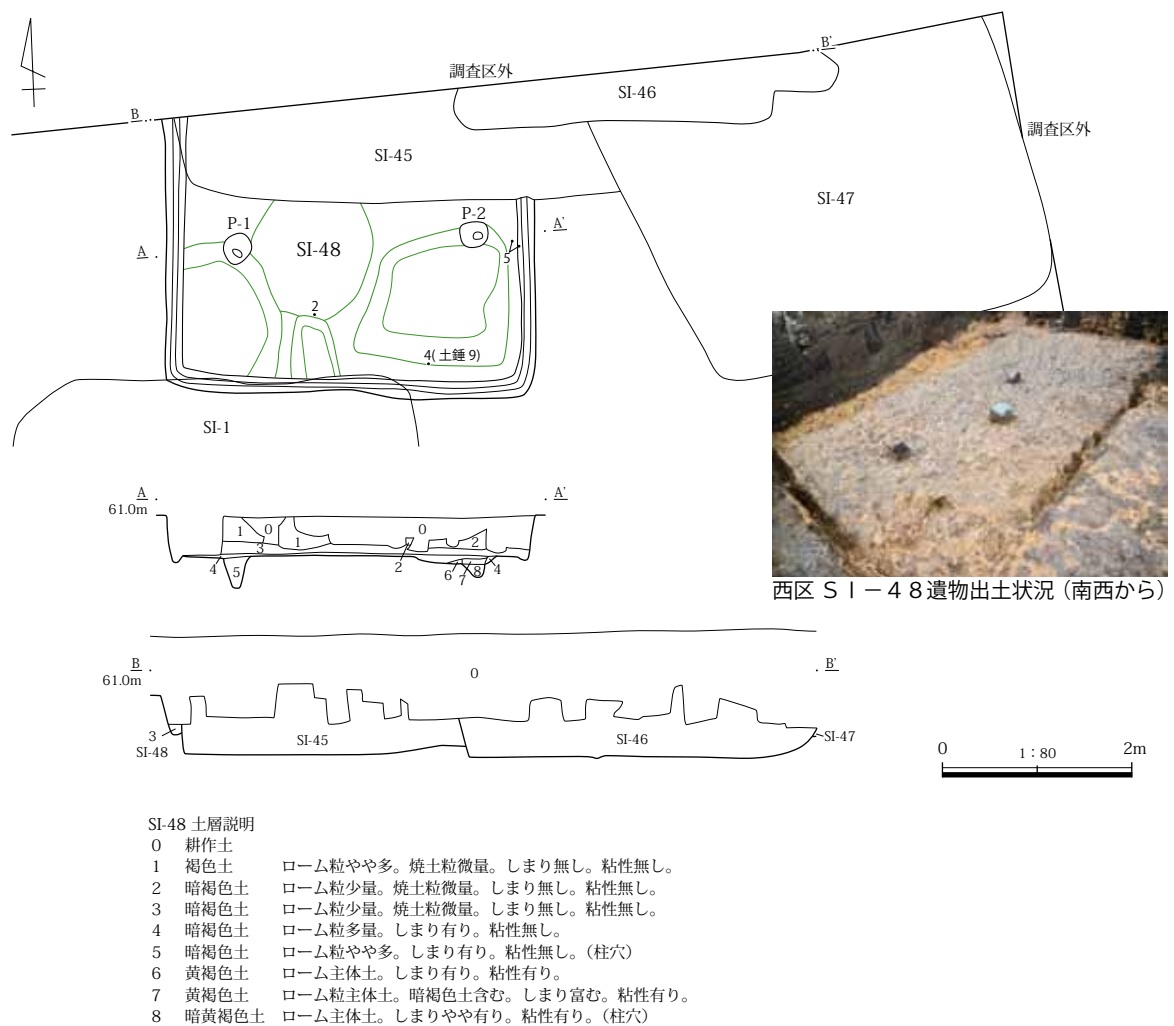 調査区外
B
B'
SI-46
調査区外
SI-45
SI-47
P-1
P-2
A
A'
SI-48
5
2
4(土錘 9)
SI-1
A
A'
61.0m
1
0
0
3
1
2
2
4
5
6
7
8
4
西区 SI-48遺物出土状況(南西から)
B
B'
61.0m
0
3
SI-48
SI-45
SI-46
SI-47
0
1:80
2m
SI-48 土層説明
0 耕作土
1 褐色土 ローム粒やや多。焼土粒微量。しまり無し。粘性無し。
2 暗褐色土 ローム粒少量。焼土粒微量。しまり無し。粘性無し。
3 暗褐色土 ローム粒少量。焼土粒微量。しまり無し。粘性無し。
4 暗褐色土 ローム粒多量。しまり有り。粘性無し。
5 暗褐色土 ローム粒やや多。しまり有り。粘性無し。(柱穴)
6 黄褐色土 ローム主体土。しまり有り。粘性有り。
7 黄褐色土 ローム粒主体土。暗褐色土含む。しまり富む。粘性有り。
8 暗黄褐色土 ローム主体土。しまりやや有り。粘性有り。(柱穴)